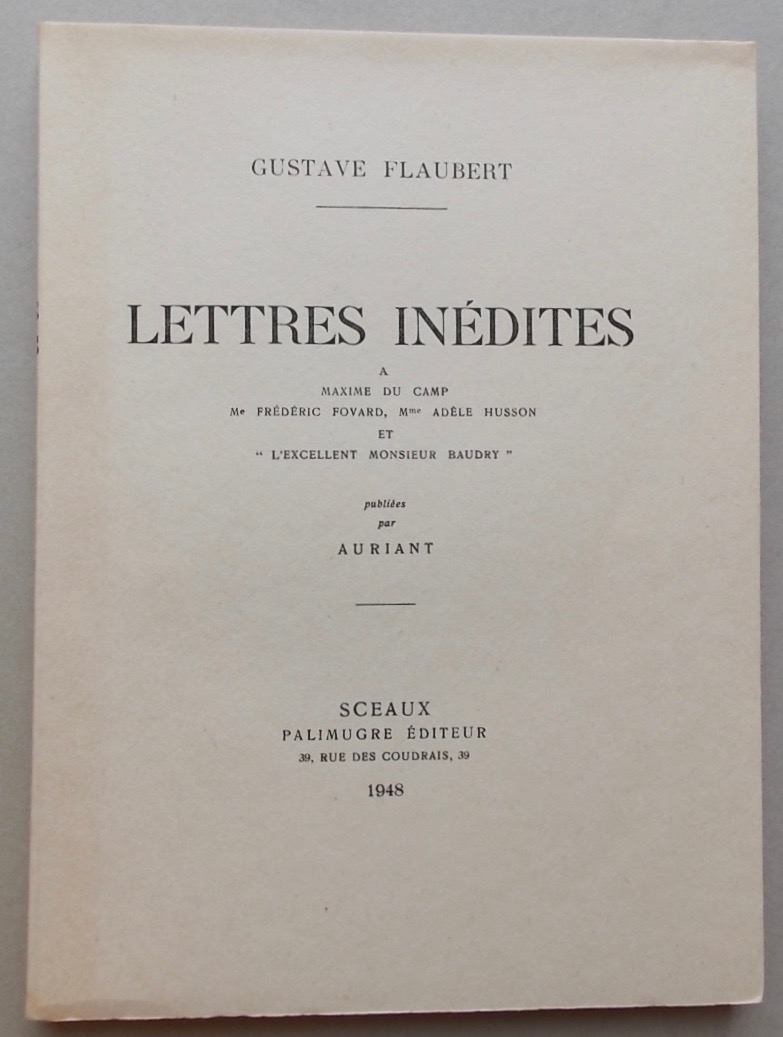 GUSTAVE FLAUBERT
LETTRES INÉDITES
A
MAXIME DU CAMP
Me FRÉDÉRIC FOVARD, Mme ADÈLE HUSSON
ET
“ L'EXCELLENT MONSIEUR BAUDRY ”
publiées
par
AURIANT
SCEAUX
PALIMUGRE ÉDITEUR
39, RUE DES COUDRAIS, 39
1948